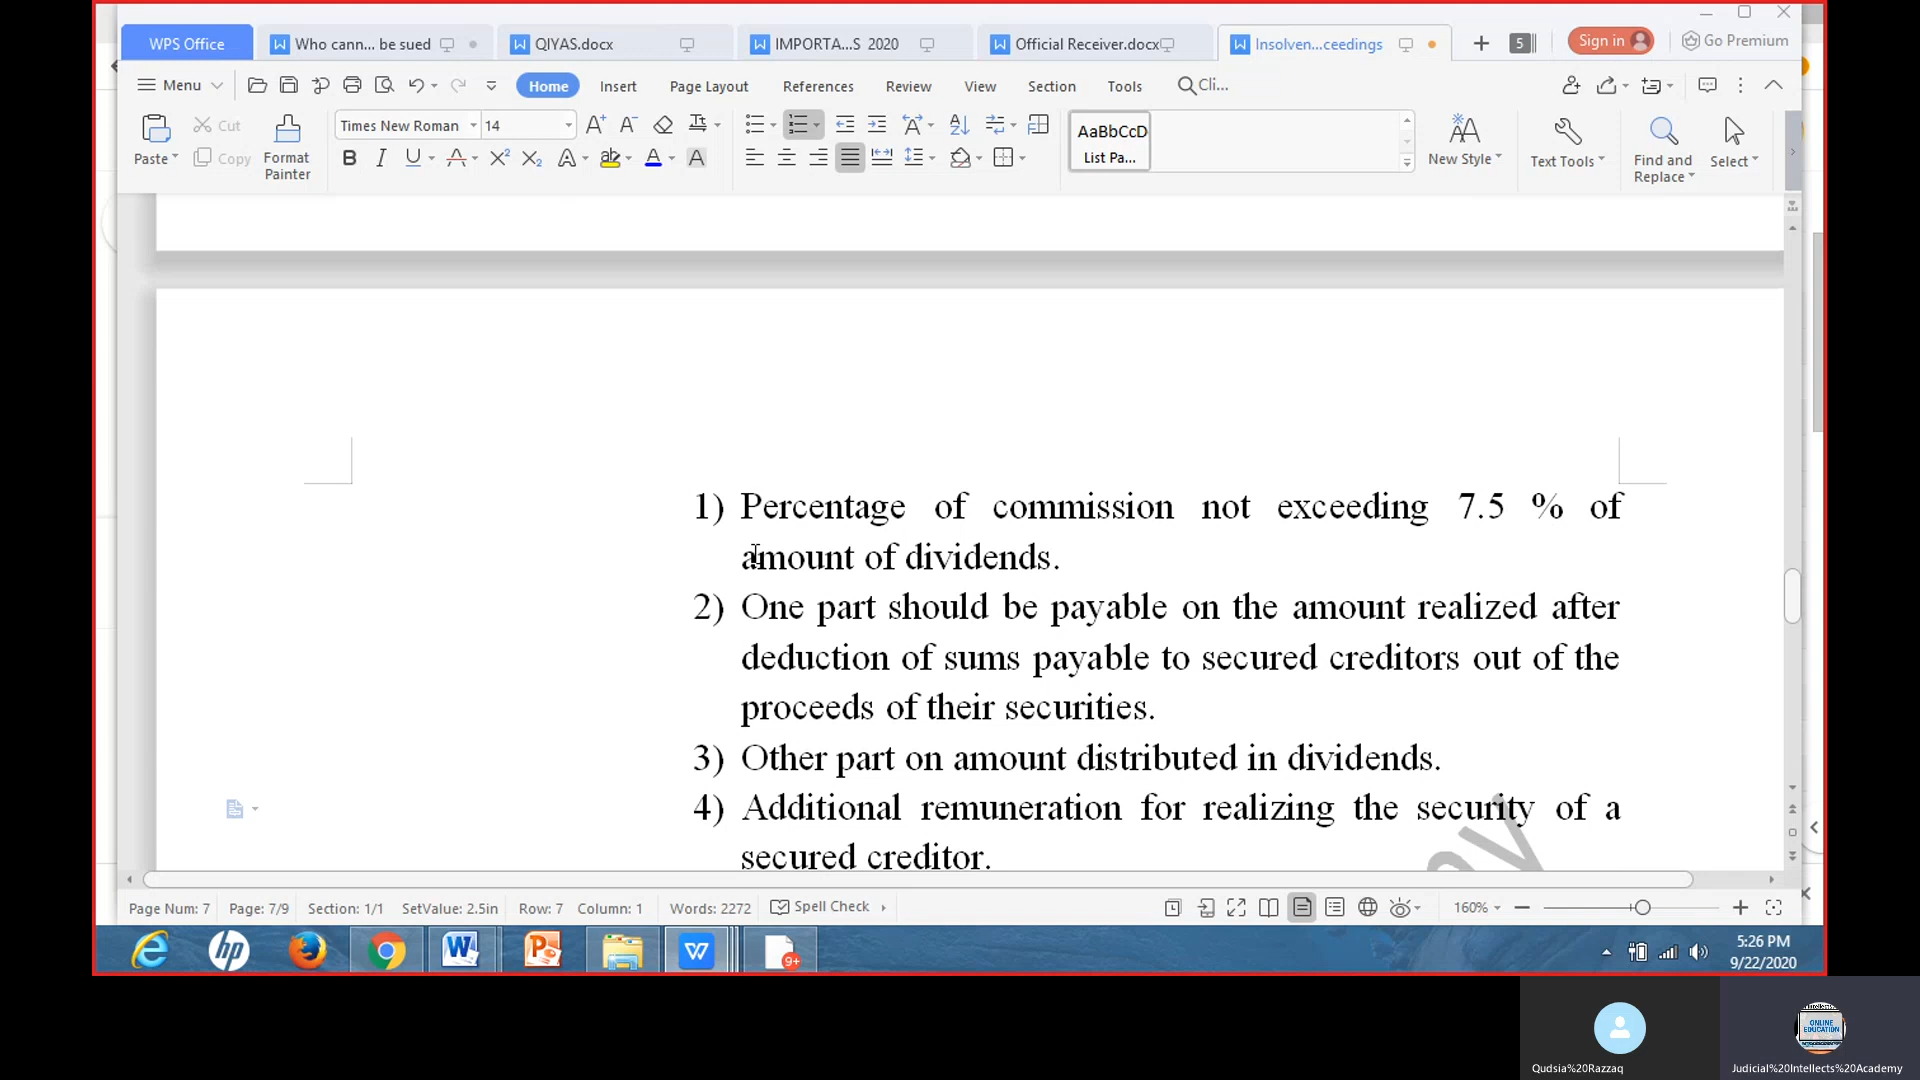 WPS Office
Who cann... be sued
QIYAS.docx
IMPORTA...S 2020
Official Receiver.docx
Insolven...ceedings
5
Sign in
Go Premium
Menu
Home
Insert
Page Layout
References
Review
View
Section
Tools
Cli...
Paste
Cut
Copy
Format
Painter
Times New Roman
14
AaBbCcD
List Pa...
New Style
Text Tools
Find and
Replace
Select
1) Percentage of commission not exceeding 7.5 % of
amount of dividends.
2) One part should be payable on the amount realized after
deduction of sums payable to secured creditors out of the
proceeds of their securities.
3) Other part on amount distributed in dividends.
4) Additional remuneration for realizing the security of a
secured creditor.
Page Num: 7
Page: 7/9
Section: 1/1
SetValue: 2.5in
Row: 7
Column: 1
Words: 2272
Spell Check
160%
9+
5:26 PM
9/22/2020
ONLINE
EDUCATION
Qudsia%20Razzaq
Judicial%20Intellects%20Academy